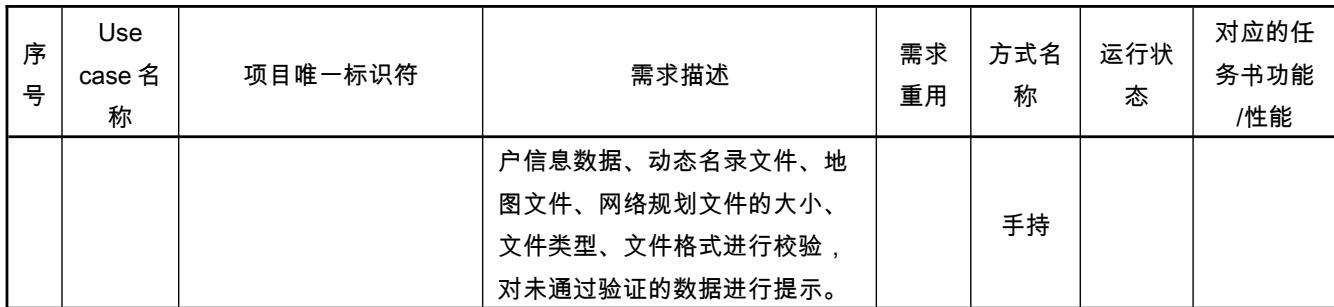 序号
Use case 名称
项目唯一标识符
需求描述
需求重用
方式名称
运行状态
对应的任务书功能/性能
户信息数据、动态名录文件、地
图文件、网络规划文件的大小、
文件类型、文件格式进行校验，
对未通过验证的数据进行提示。
手持